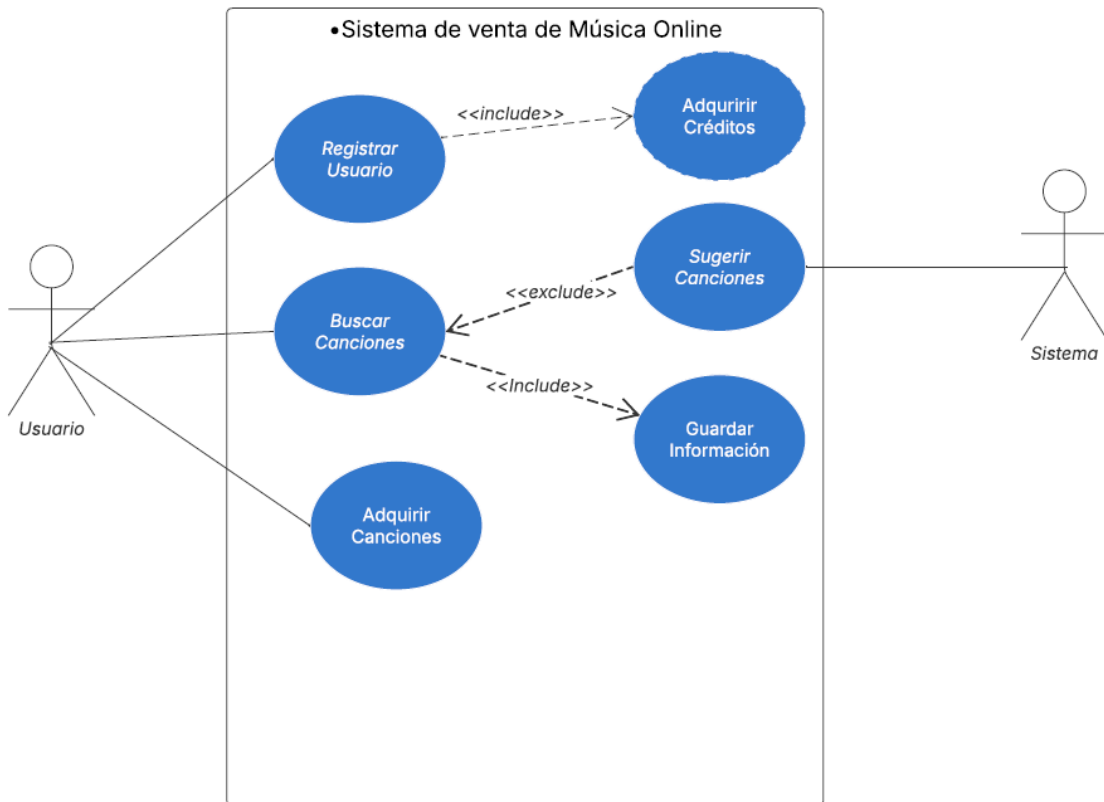 •Sistema de venta de Música Online
<<include>>
Adquririr
Créditos
Registrar
Usuario
Sugerir
Canciones
<<exclude>>
Buscar
Canciones
Sistema
<<Include>>
Usuario
Guardar
Información
Adquirir
Canciones